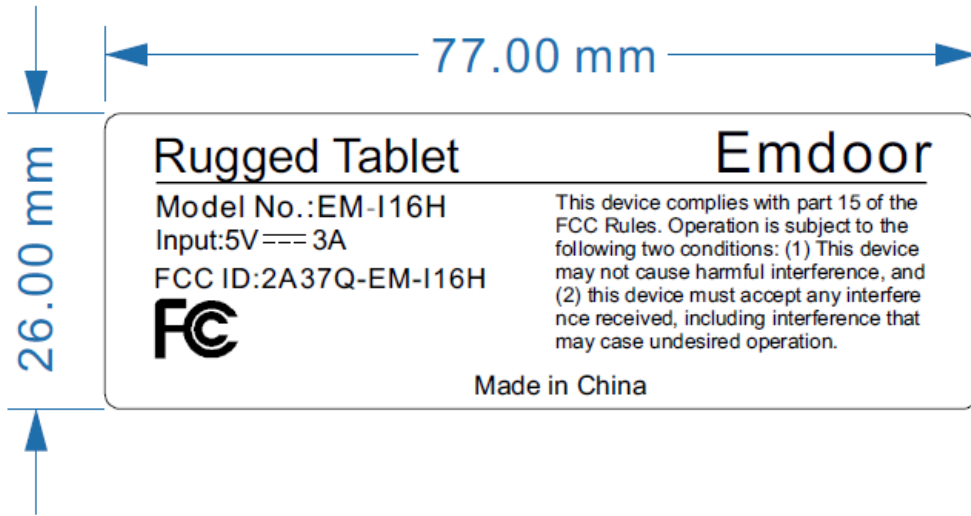 77.00 mm
26.00 mm
Rugged Tablet
Emdoor
Model No.:EM-I16H
Input:5V⎓3A
FCC ID:2A37Q-EM-I16H
FC
This device complies with part 15 of the
FCC Rules. Operation is subject to the
following two conditions: (1) This device
may not cause harmful interference, and
(2) this device must accept any interfere
nce received, including interference that
may case undesired operation.
Made in China